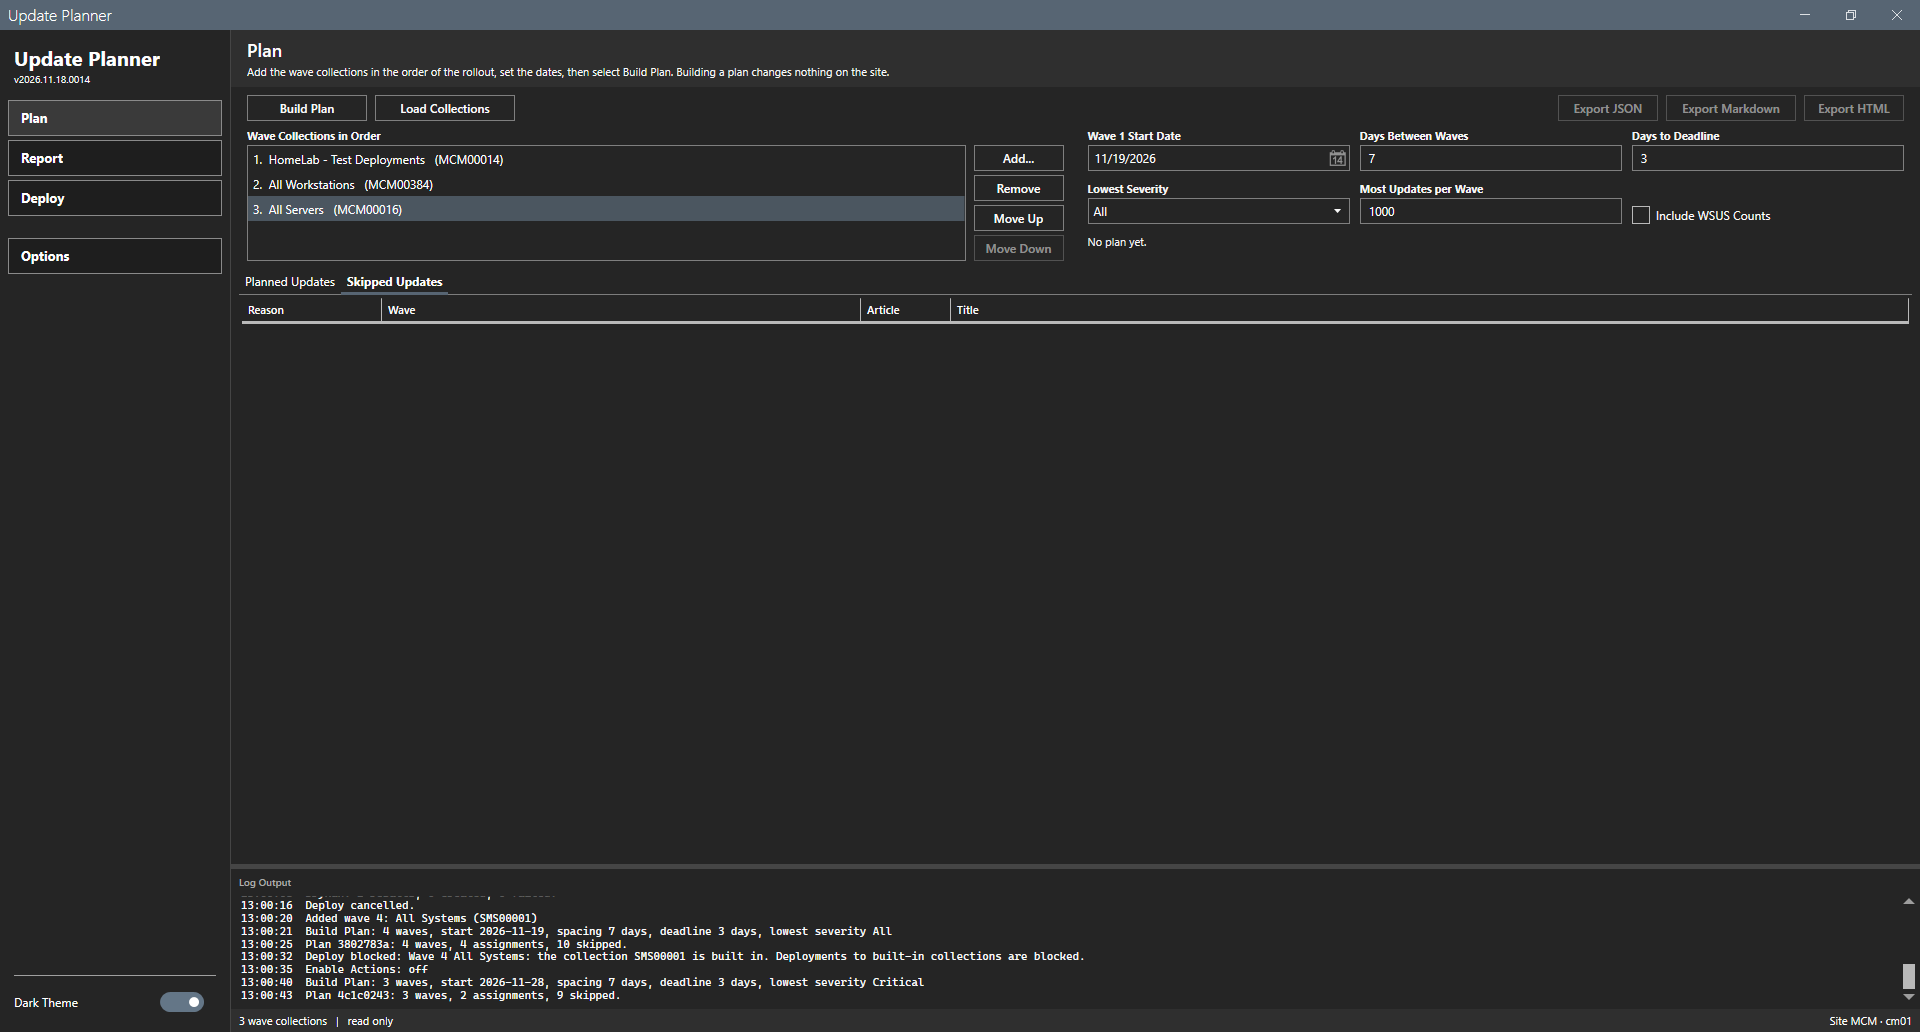 Update Planner
Update Planner
v2026.11.18.0014
Plan
Report
Deploy
Options
Dark Theme
Plan
Add the wave collections in the order of the rollout, set the dates, then select Build Plan. Building a plan changes nothing on the site.
Build Plan
Load Collections
Export JSON
Export Markdown
Export HTML
Wave Collections in Order
1. HomeLab - Test Deployments (MCM00014)
2. All Workstations (MCM00384)
3. All Servers (MCM00016)
Add...
Remove
Move Up
Move Down
Wave 1 Start Date
11/19/2026
14
Days Between Waves
7
Days to Deadline
3
Lowest Severity
All
Most Updates per Wave
1000
Include WSUS Counts
No plan yet.
Planned Updates
Skipped Updates
Reason
Wave
Article
Title
Log Output
13:00:16 Deploy cancelled.
13:00:20 Added wave 4: All Systems (SMS00001)
13:00:21 Build Plan: 4 waves, start 2026-11-19, spacing 7 days, deadline 3 days, lowest severity All
13:00:25 Plan 3802783a: 4 waves, 4 assignments, 10 skipped.
13:00:32 Deploy blocked: Wave 4 All Systems: the collection SMS00001 is built in. Deployments to built-in collections are blocked.
13:00:35 Enable Actions: off
13:00:40 Build Plan: 3 waves, start 2026-11-28, spacing 7 days, deadline 3 days, lowest severity Critical
13:00:43 Plan 4c1c0243: 3 waves, 2 assignments, 9 skipped.
3 wave collections | read only
Site MCM · cm01